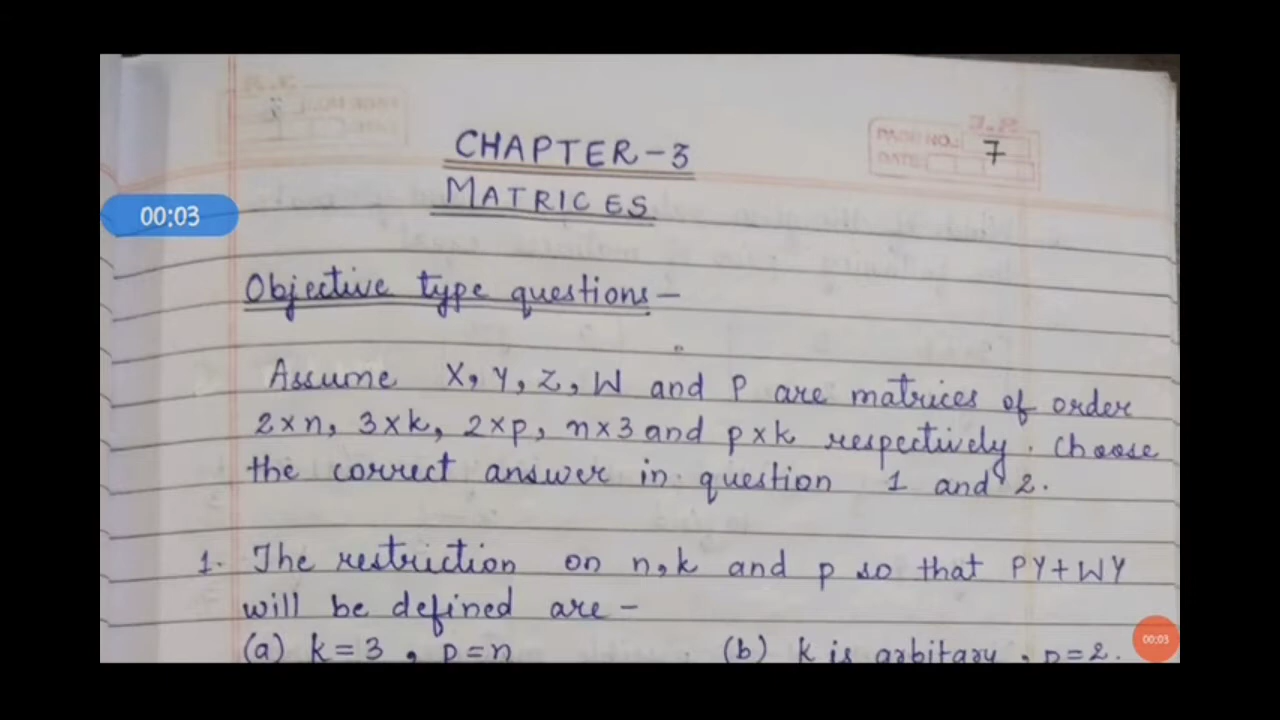 CHAPTER-3
7
MATRICES
00:03
Objective type questions-
Assume X, Y, Z, W and P are matrices of order
2×n, 3×k, 2×p, n×3 and p×k respectively. Choose
the correct answer in question 1 and 2.
1. The restriction on n,k and p so that PY+WY
will be defined are-
(a) k=3, p=n (b) k is arbitary, p=2.
00:03